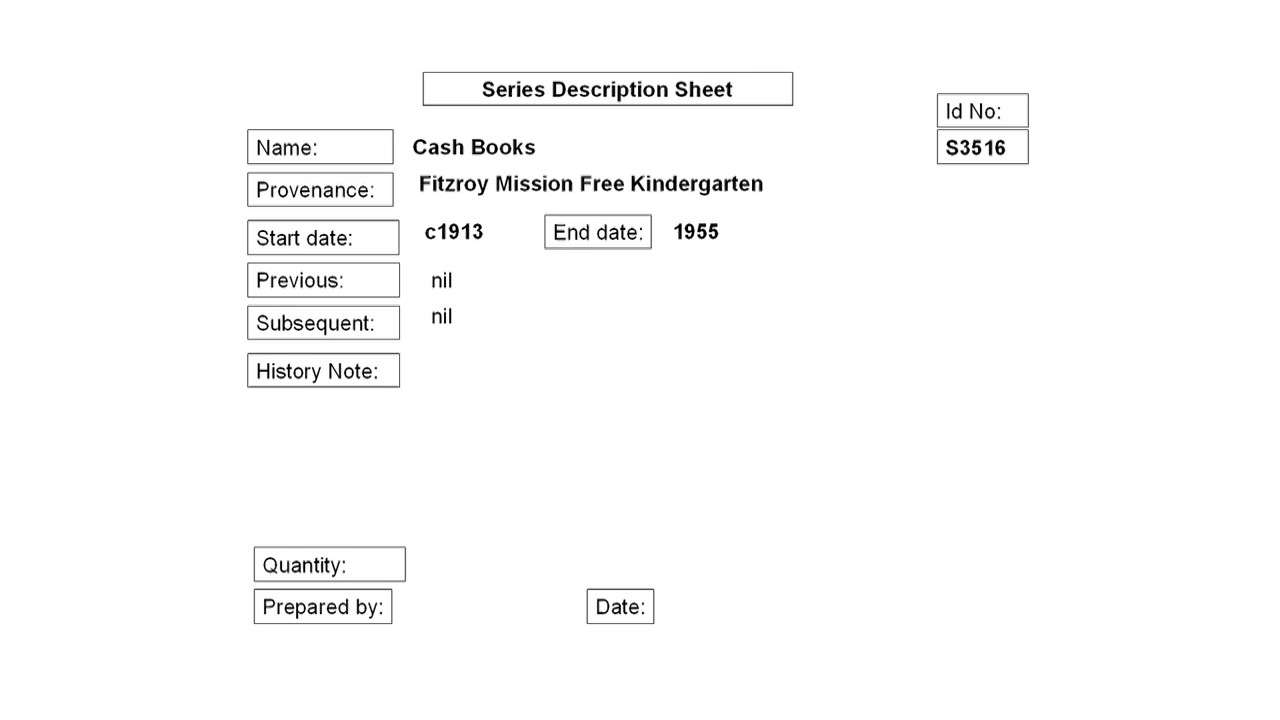 Series Description Sheet
Id No:
Name: Cash Books S3516
Provenance: Fitzroy Mission Free Kindergarten
Start date: c1913 End date: 1955
Previous: nil
Subsequent: nil
History Note:
Quantity:
Prepared by: Date: